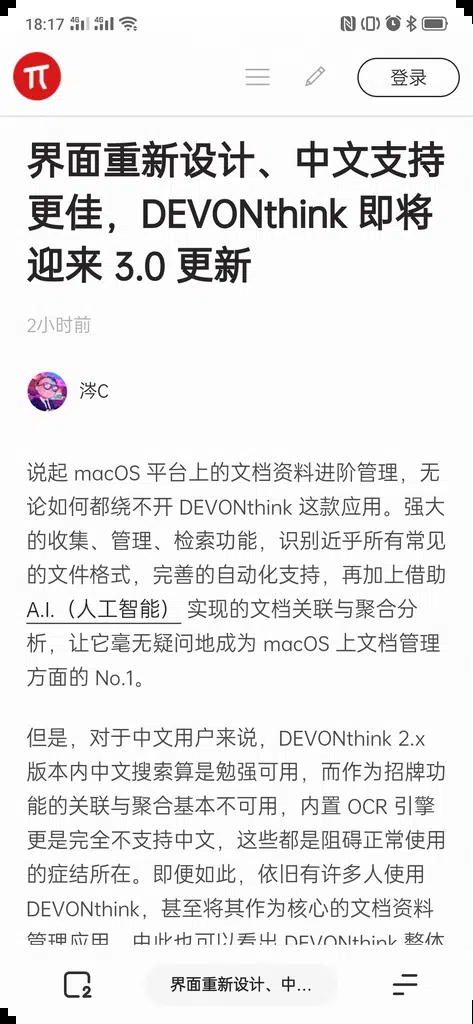 18:17
登录
界面重新设计、中文支持
更佳，DEVONthink 即将
迎来 3.0 更新
2小时前
涔C
说起 macOS 平台上的文档资料进阶管理，无
论如何都绕不开 DEVONthink 这款应用。强大
的收集、管理、检索功能，识别近乎所有常见
的文件格式，完善的自动化支持，再加上借助
A.I.（人工智能） 实现的文档关联与聚合分
析，让它毫无疑问地成为 macOS 上文档管理
方面的 No.1。
但是，对于中文用户来说，DEVONthink 2.x
版本内中文搜索算是勉强可用，而作为招牌功
能的关联与聚合基本不可用，内置 OCR 引擎
更是完全不支持中文，这些都是阻碍正常使用
的症结所在。即便如此，依旧有许多人使用
DEVONthink，甚至将其作为核心的文档资料
管理应用，由此也可以看出 DEVONthink 整体
2
界面重新设计、中...